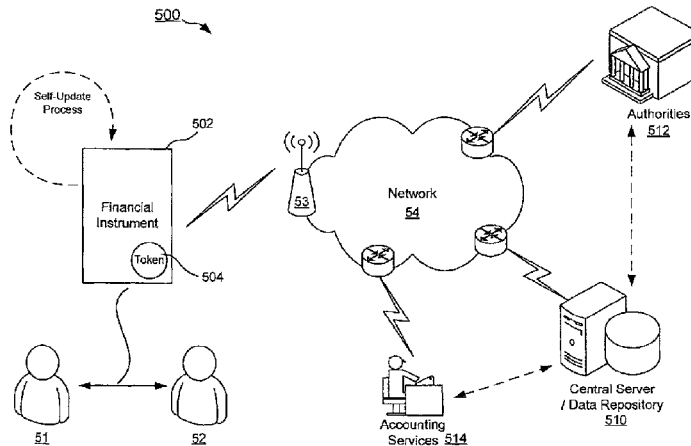 500
Self-Update
Process
502
Financial
Instrument
Token
504
51
52
53
Network
54
Authorities
512
Accounting
Services 514
Central Server
/ Data Repository
510